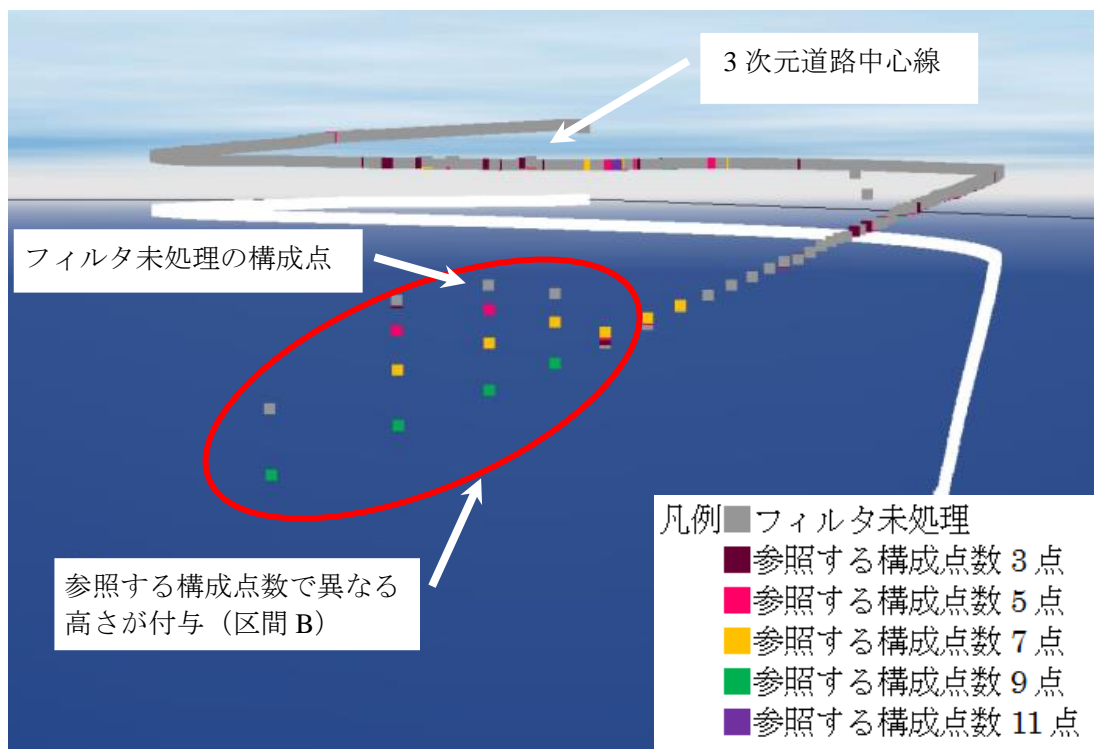 3 次元道路中心線
フィルタ未処理の構成点
参照する構成点数で異なる
高さが付与（区間 B）
凡例■フィルタ未処理
■参照する構成点数 3 点
■参照する構成点数 5 点
■参照する構成点数 7 点
■参照する構成点数 9 点
■参照する構成点数 11 点